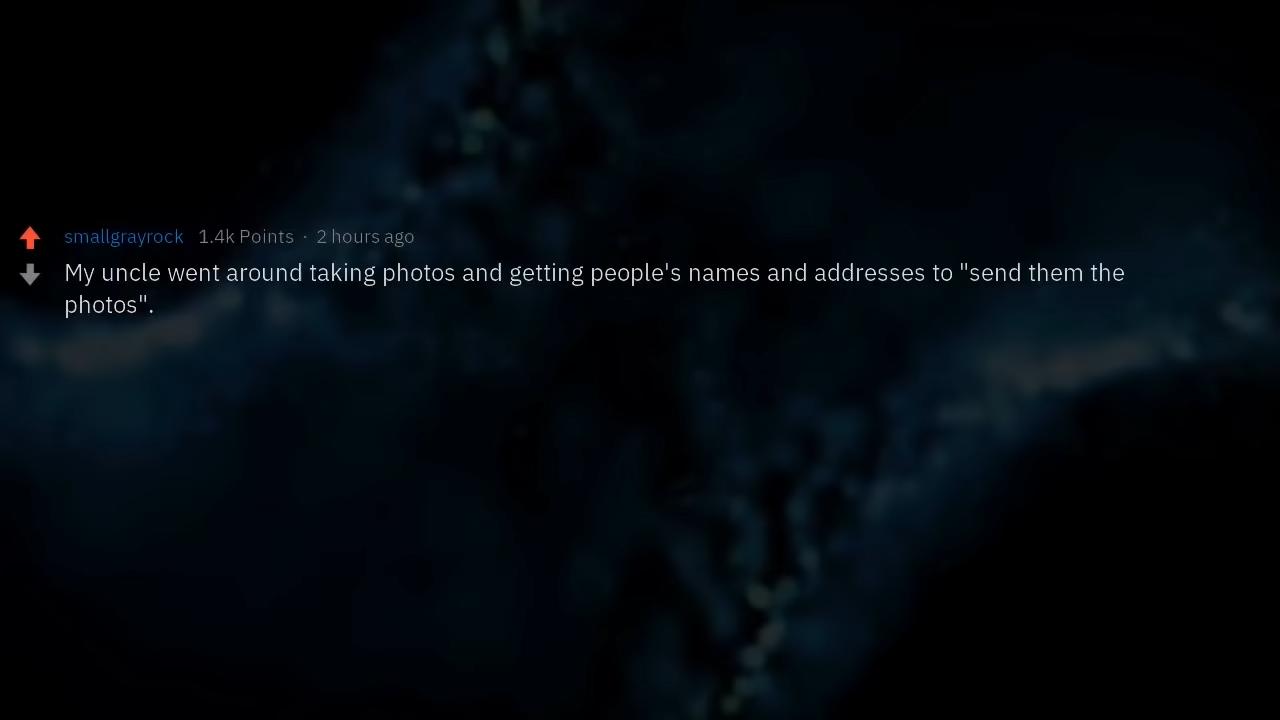 smallgrayrock 1.4k Points · 2 hours ago
My uncle went around taking photos and getting people's names and addresses to "send them the
photos".